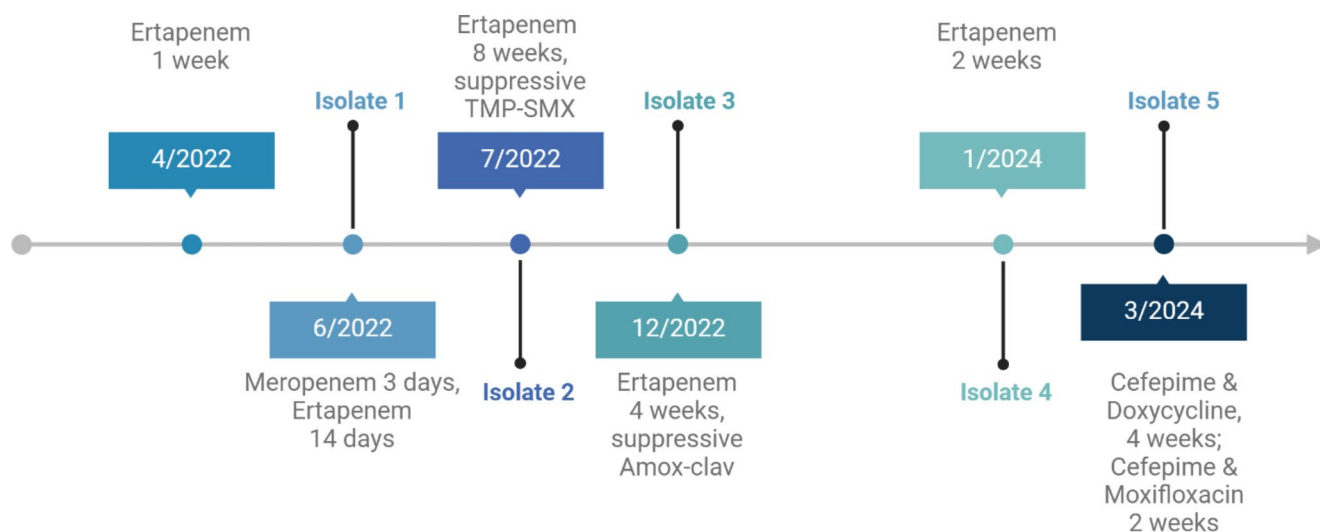 Ertapenem
1 week
4/2022
Isolate 1
6/2022
Meropenem 3 days,
Ertapenem
14 days
Ertapenem
8 weeks,
suppressive
TMP-SMX
7/2022
Isolate 2
Isolate 3
12/2022
Ertapenem
4 weeks,
suppressive
Amox-clav
Ertapenem
2 weeks
1/2024
Isolate 4
Isolate 5
3/2024
Cefepime &
Doxycycline,
4 weeks;
Cefepime &
Moxifloxacin
2 weeks